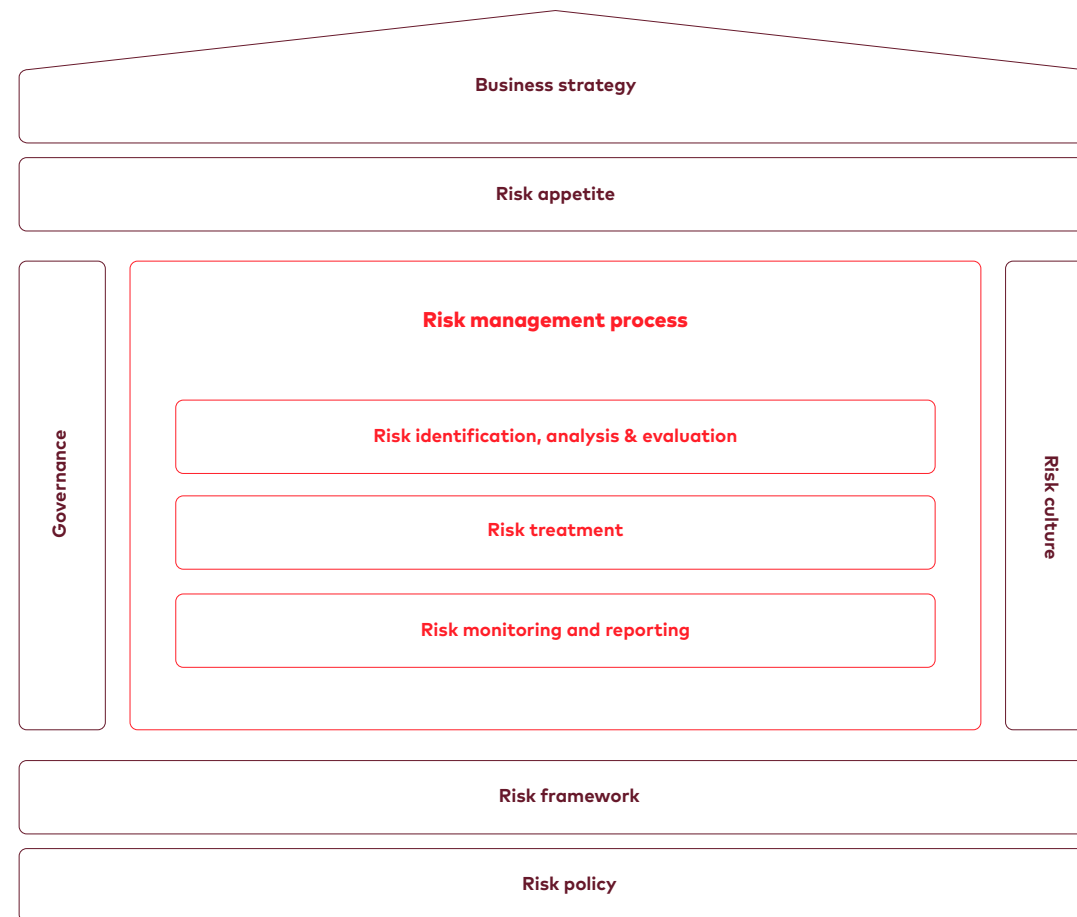 Business strategy
Risk appetite
Governance
Risk management process
Risk identification, analysis & evaluation
Risk treatment
Risk monitoring and reporting
Risk culture
Risk framework
Risk policy